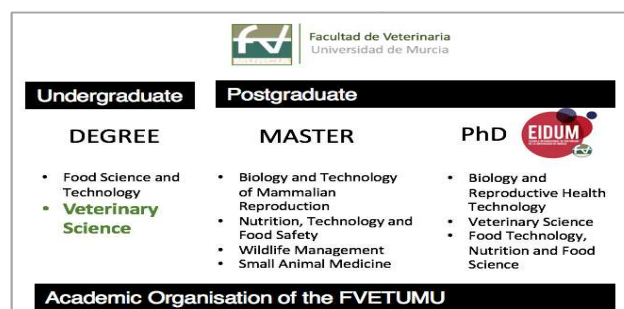 Facultad de Veterinaria
Universidad de Murcia
Undergraduate
Postgraduate
DEGREE
MASTER
PhD
EIDUM
• Food Science and
Technology
• Veterinary
Science
• Biology and Technology
of Mammalian
Reproduction
• Nutrition, Technology and
Food Safety
• Wildlife Management
• Small Animal Medicine
• Biology and
Reproductive Health
Technology
• Veterinary Science
• Food Technology,
Nutrition and Food
Science
Academic Organisation of the FVETUMU